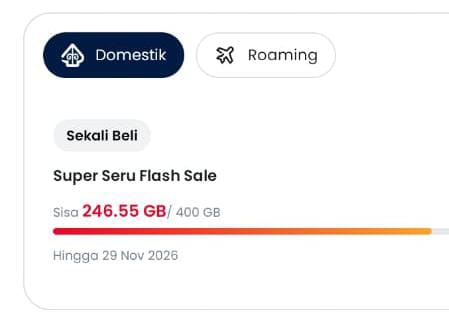 Domestik
Roaming
Sekali Beli
Super Seru Flash Sale
Sisa 246.55 GB/ 400 GB
Hingga 29 Nov 2026